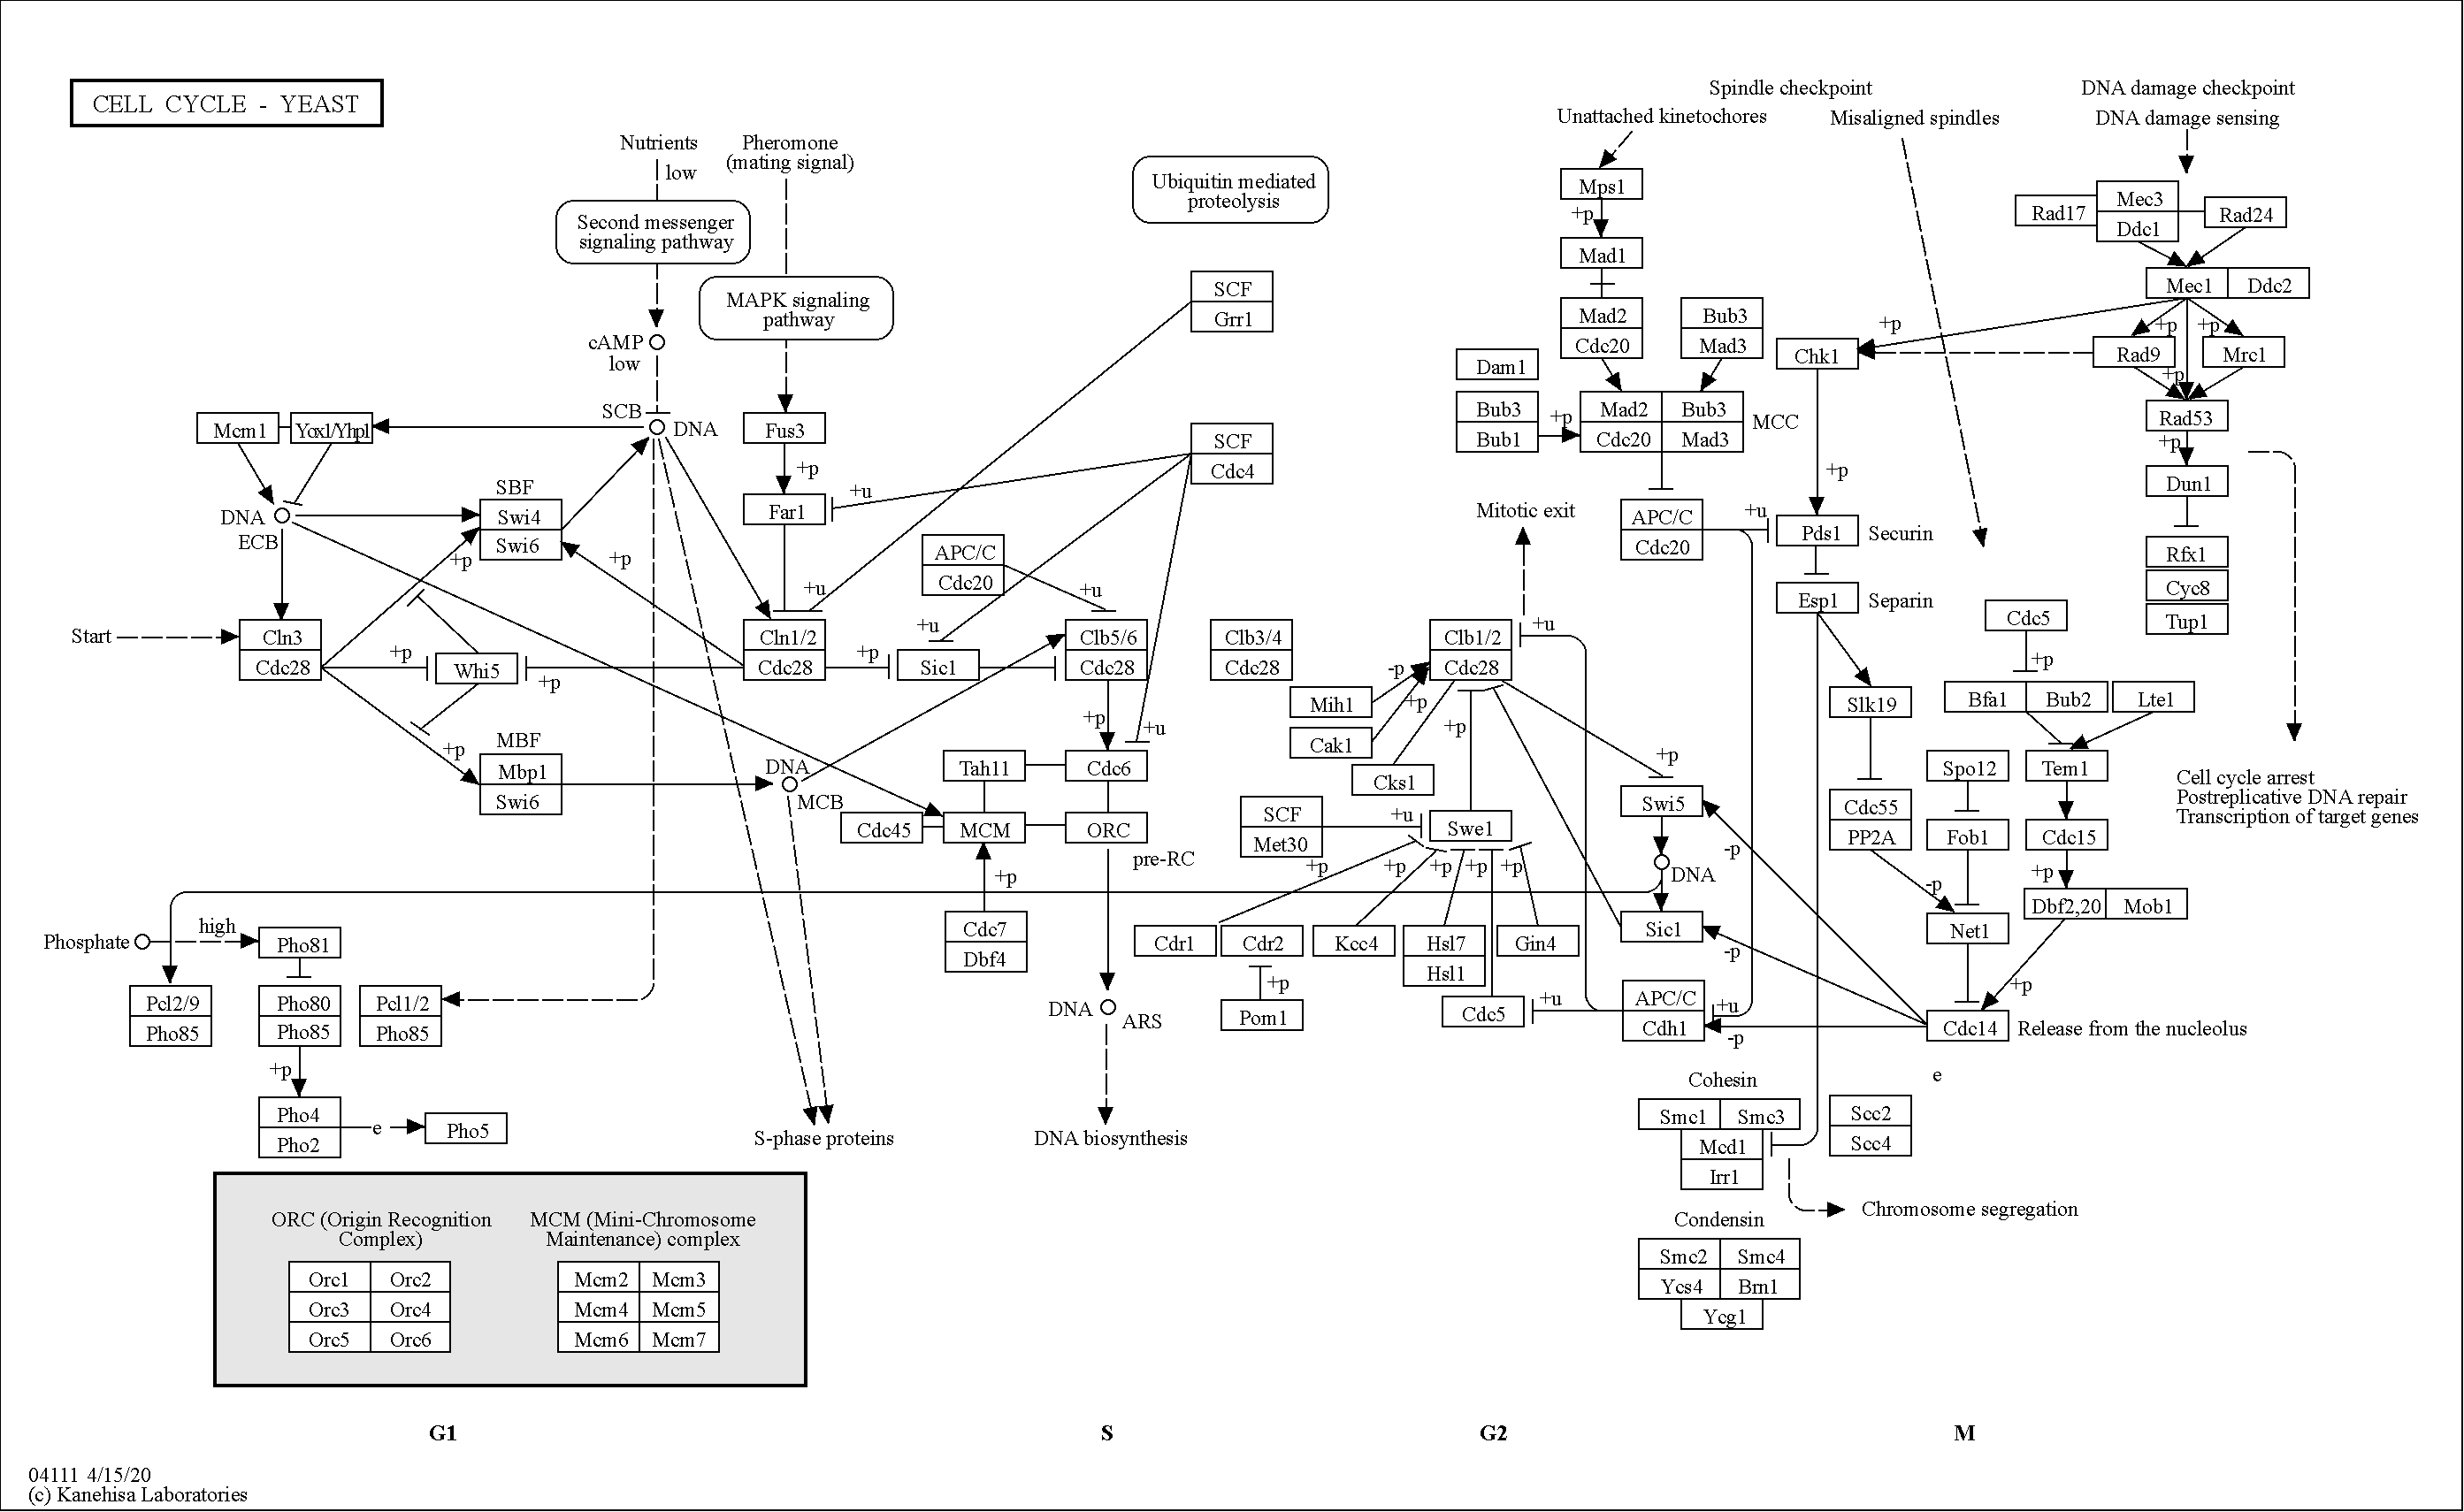 CELL CYCLE - YEAST
Nutrients
low
Pheromone
(mating signal)
Second messenger
signaling pathway
MAPK signaling
pathway
cAMP
low
Ubiquitin mediated
proteolysis
Spindle checkpoint
Unattached kinetochores
Misaligned spindles
DNA damage checkpoint
DNA damage sensing
SCB
DNA
Mcm1
Yox1/Yhp1
DNA
ECB
SBF
Swi4
Swi6
+p
+p
Start
Cln3
Cdc28
+p
Whi5
+p
+p
MBF
Mbp1
Swi6
DNA
MCB
Fus3
+p
Far1
+u
+u
Cln1/2
Cdc28
+p
Sic1
+u
SCF
Grr1
SCF
Cdc4
APC/C
Cdc20
+u
Clb5/6
Cdc28
+p
+u
Tah11
Cdc6
Cdc45
MCM
ORC
pre-RC
+p
Cdc7
Dbf4
DNA
ARS
DNA biosynthesis
S-phase proteins
Phosphate
high
Pho81
Pcl2/9
Pho85
Pho80
Pho85
Pcl1/2
Pho85
+p
Pho4
Pho2
e
Pho5
Clb3/4
Cdc28
Mps1
+p
Mad1
Mad2
Cdc20
Bub3
Mad3
Dam1
Bub3
Bub1
+p
Mad2
Bub3
Cdc20
Mad3
MCC
Mitotic exit
APC/C
Cdc20
+u
Clb1/2
Cdc28
+u
-p
+p
Mih1
Cak1
Cks1
+p
+p
SCF
Met30
+u
Swe1
+p
+p
+p
+p
+p
Cdr1
Cdr2
Kcc4
Hsl7
Hsl1
Gin4
+p
Pom1
Cdc5
+u
APC/C
Cdh1
+u
-p
Swi5
-p
DNA
Sic1
-p
Rad17
Mec3
Ddc1
Rad24
Mec1
Ddc2
+p
+p
+p
Chk1
Rad9
Mrc1
+p
Rad53
+p
Dun1
Rfx1
Cyc8
Tup1
+p
Pds1
Securin
Esp1
Separin
Slk19
Cdc55
PP2A
-p
Cdc5
+p
Bfa1
Bub2
Lte1
Spo12
Tem1
Fob1
Cdc15
+p
Dbf2,20
Mob1
Net1
+p
Cdc14
Release from the nucleolus
e
Cell cycle arrest
Postreplicative DNA repair
Transcription of target genes
Cohesin
Smc1
Smc3
Mcd1
Irr1
Scc2
Scc4
Chromosome segregation
Condensin
Smc2
Smc4
Ycs4
Brn1
Ycg1
ORC (Origin Recognition
Complex)
Orc1
Orc2
Orc3
Orc4
Orc5
Orc6
MCM (Mini-Chromosome
Maintenance) complex
Mcm2
Mcm3
Mcm4
Mcm5
Mcm6
Mcm7
G1
S
G2
M
04111 4/15/20
(c) Kanehisa Laboratories